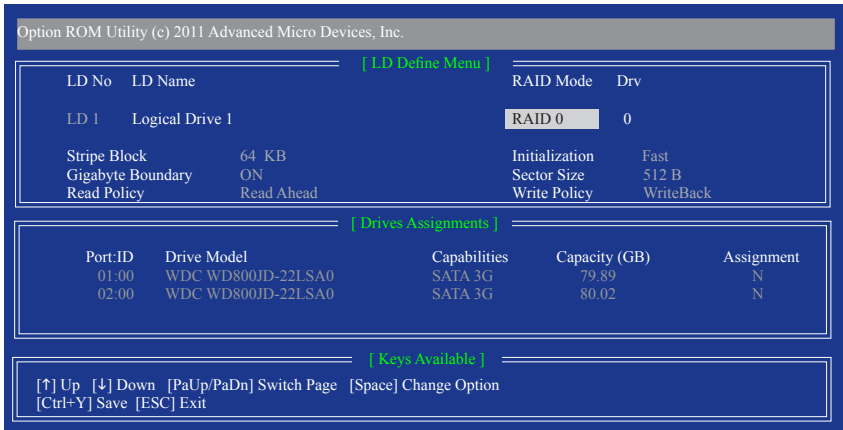 Option ROM Utility (c) 2011 Advanced Micro Devices, Inc.
[ LD Define Menu ]
LD No LD Name RAID Mode Drv
LD 1 Logical Drive 1 RAID 0 0
Stripe Block 64 KB Initialization Fast
Gigabyte Boundary ON Sector Size 512 B
Read Policy Read Ahead Write Policy WriteBack
[ Drives Assignments ]
Port:ID Drive Model Capabilities Capacity (GB) Assignment
01:00 WDC WD800JD-22LSA0 SATA 3G 79.89 N
02:00 WDC WD800JD-22LSA0 SATA 3G 80.02 N
[ Keys Available ]
[↑] Up [↓] Down [PaUp/PaDn] Switch Page [Space] Change Option
[Ctrl+Y] Save [ESC] Exit